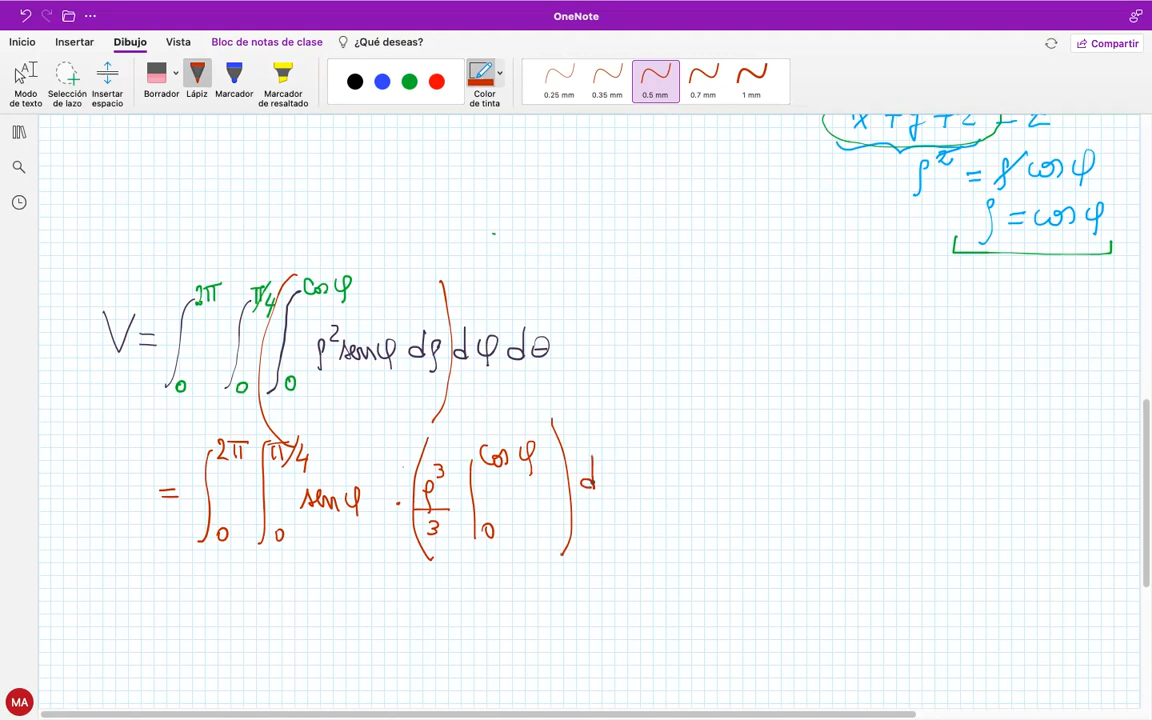 OneNote
Inicio Insertar Dibujo Vista Bloc de notas de clase ¿Qué deseas? Compartir
Modo de texto
Selección de lazo
Insertar espacio
Borrador
Lápiz
Marcador
Marcador de resaltado
Color de tinta
0.25 mm 0.35 mm 0.5 mm 0.7 mm 1 mm
ρ² = ρ cos φ
ρ = cos φ
V = ∫₀^{2π} ∫₀^{π/4} ( ∫₀^{cos φ} ρ² sen φ dρ ) dφ dθ
= ∫₀^{2π} ∫₀^{π/4} sen φ · ( ρ³/3 |₀^{cos φ} ) d
MA